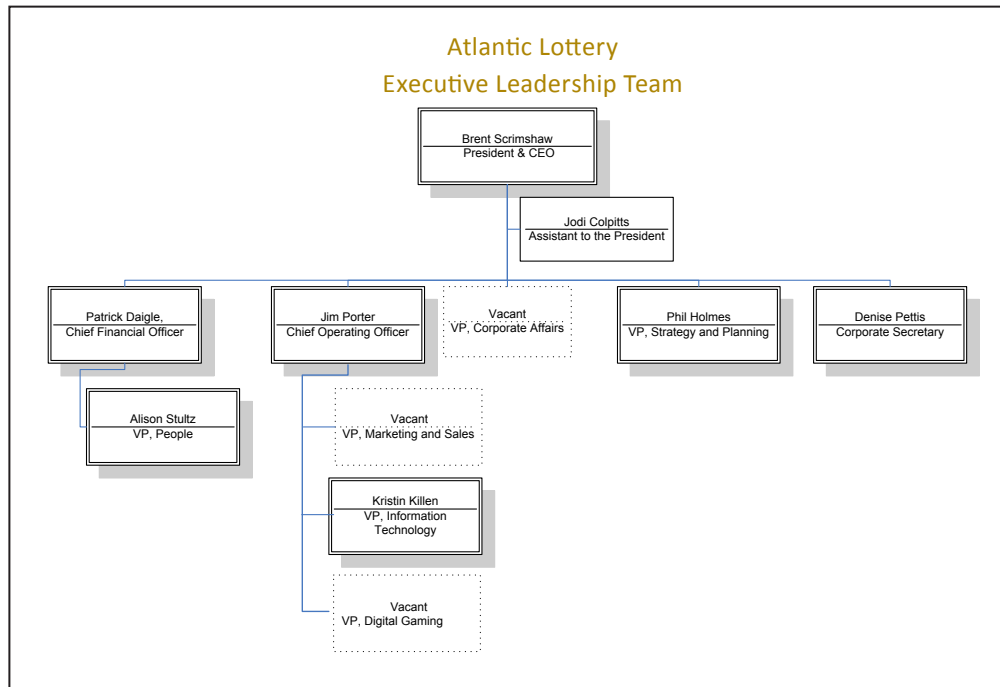 Atlantic Lottery
Executive Leadership Team
Brent Scrimshaw
President & CEO
Jodi Colpitts
Assistant to the President
Patrick Daigle,
Chief Financial Officer
Jim Porter
Chief Operating Officer
Vacant
VP, Corporate Affairs
Phil Holmes
VP, Strategy and Planning
Denise Pettis
Corporate Secretary
Alison Stultz
VP, People
Vacant
VP, Marketing and Sales
Kristin Killen
VP, Information
Technology
Vacant
VP, Digital Gaming